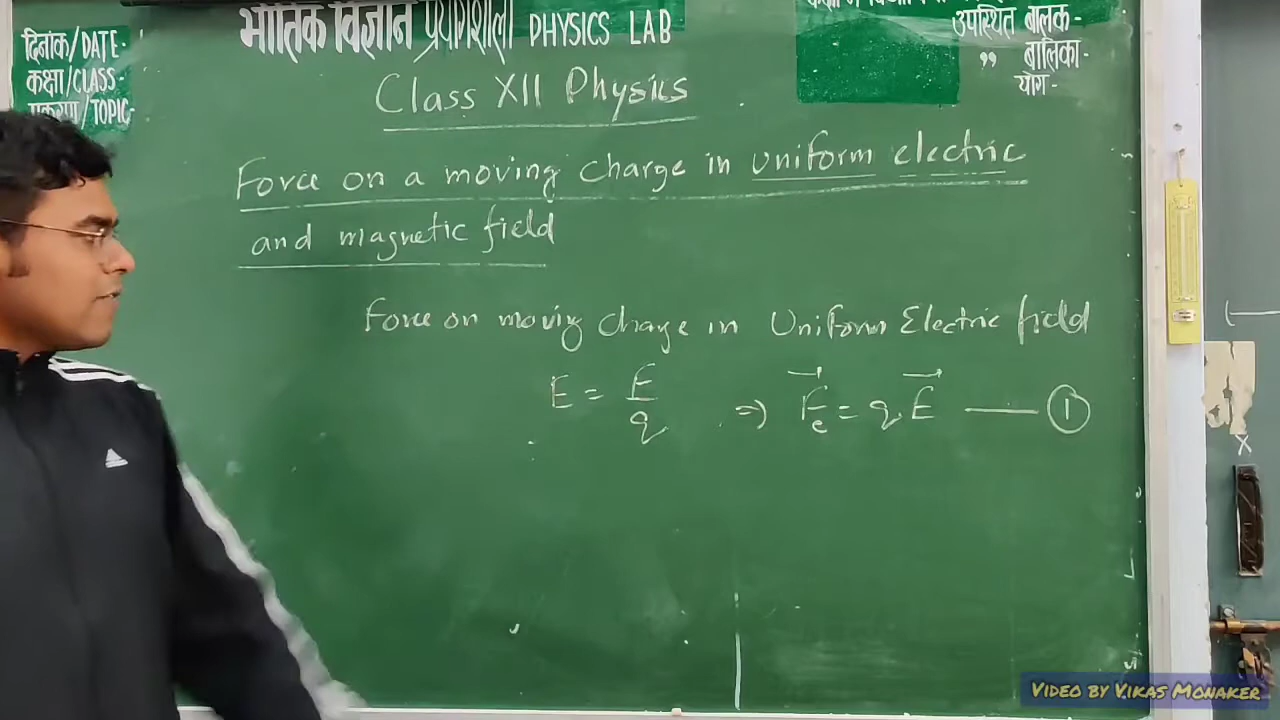 दिनांक/DATE-
कक्षा/CLASS-
प्रकरण/TOPIC-
भौतिक विज्ञान प्रयोगशाला PHYSICS LAB
उपस्थित बालक-
,, बालिका-
योग-
Class XII Physics
Force on a moving charge in uniform electric
and magnetic field
Force on moving charge in Uniform Electric field
E = F/q ⇒ F⃗e = qE⃗ —— ①
VIDEO BY VIKAS MONAKER